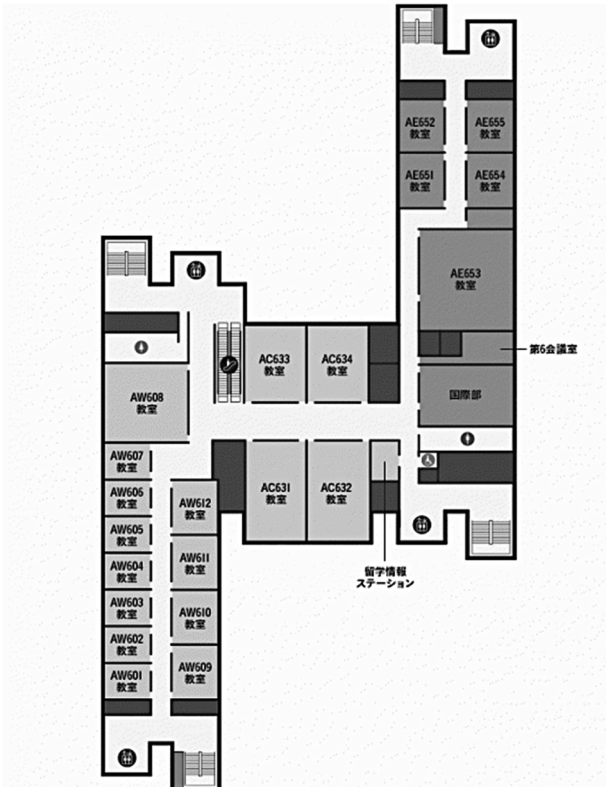 AE652
教室
AE655
教室
AE651
教室
AE654
教室
AE653
教室
第6会議室
国際部
AC633
教室
AC634
教室
AW608
教室
AC631
教室
AC632
教室
留学情報
ステーション
AW607
教室
AW606
教室
AW605
教室
AW604
教室
AW603
教室
AW602
教室
AW601
教室
AW612
教室
AW611
教室
AW610
教室
AW609
教室